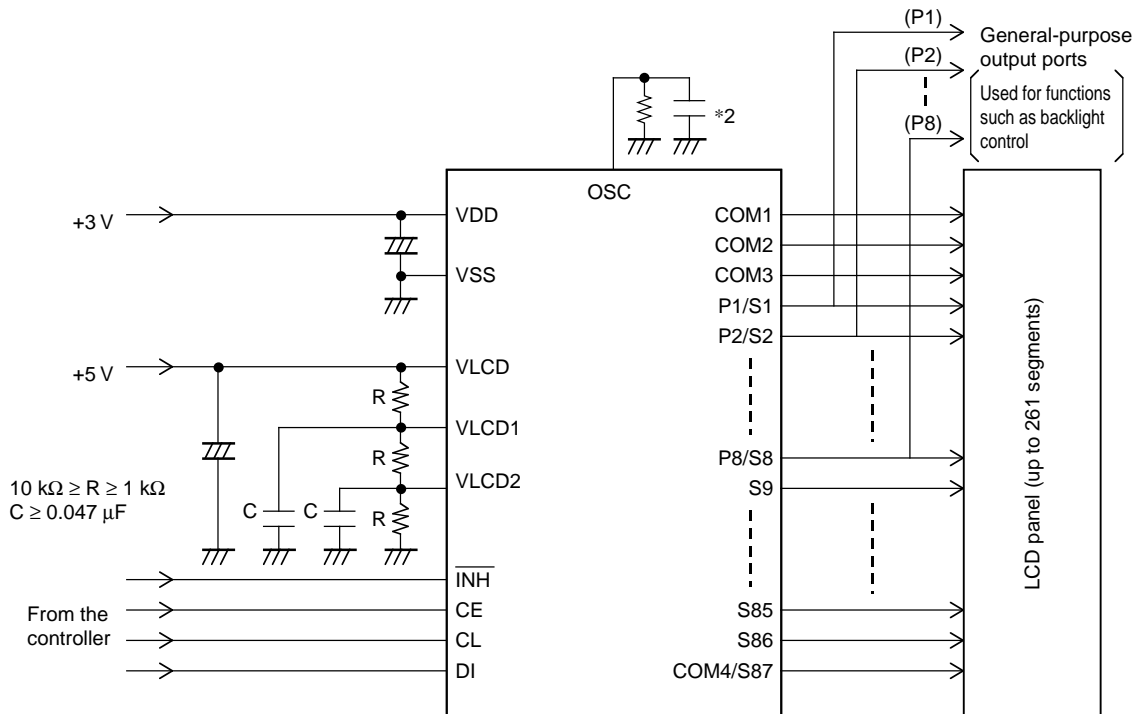 (P1)
General-purpose
output ports
(P2)
Used for functions
such as backlight
control
(P8)
*2
OSC
+3 V
VDD
VSS
+5 V
VLCD
R
VLCD1
R
VLCD2
R
C
C
10 kΩ ≥ R ≥ 1 kΩ
C ≥ 0.047 μF
INH
From the
controller
CE
CL
DI
COM1
COM2
COM3
P1/S1
P2/S2
P8/S8
S9
S85
S86
COM4/S87
LCD panel (up to 261 segments)